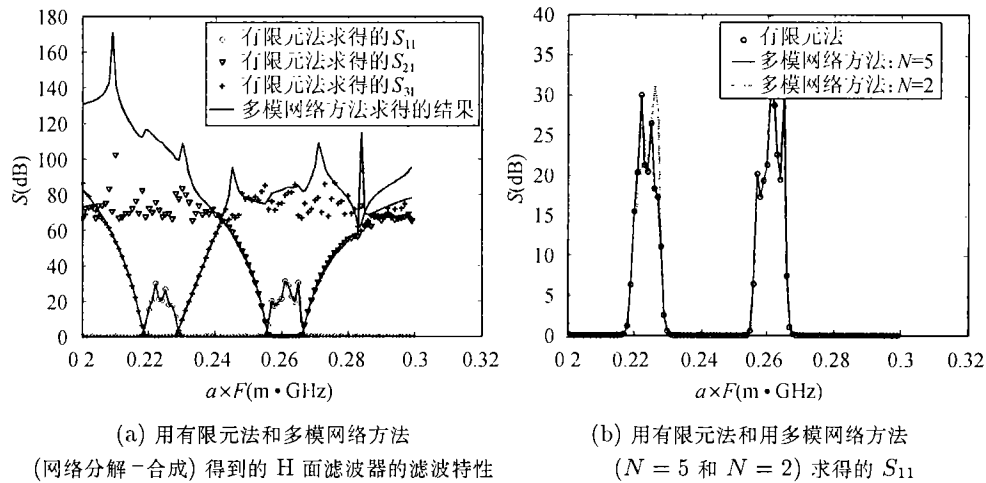 180
160
140
120
100
80
60
40
20
0
S(dB)
有限元法求得的S11
有限元法求得的S21
有限元法求得的S31
多模网络方法求得的结果
0 2
0.22
0.24
0.26
0.28
0.3
0.32
a×F(m·GHz)
(a) 用有限元法和多模网络方法
(网络分解-合成) 得到的 H 面滤波器的滤波特性
40
35
30
25
20
15
10
5
0
S(dB)
有限元法
多模网络方法: N=5
多模网络方法: N=2
0 2
0.22
0.24
0.26
0.28
0.3
0.32
a×F(m·GHz)
(b) 用有限元法和用多模网络方法
(N = 5 和 N = 2) 求得的 S11